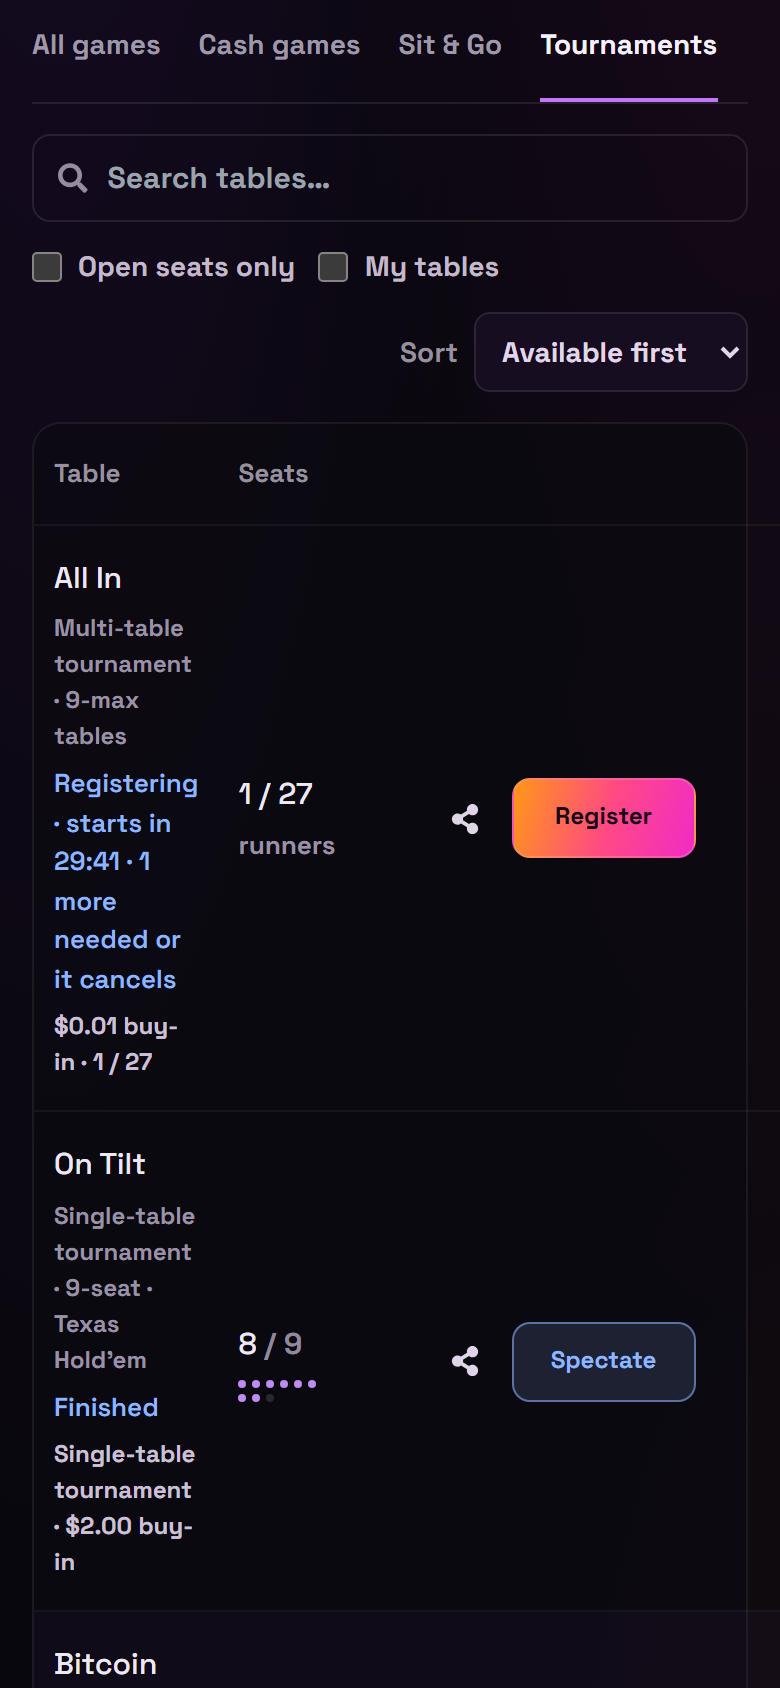 All games Cash games Sit & Go Tournaments
Search tables...
Open seats only My tables
Sort Available first
Table Seats
All In
Multi-table
tournament
· 9-max
tables
Registering
· starts in
29:41 · 1
more
needed or
it cancels
$0.01 buy-
in · 1 / 27
1 / 27
runners
Register
On Tilt
Single-table
tournament
· 9-seat ·
Texas
Hold'em
Finished
Single-table
tournament
· $2.00 buy-
in
8 / 9
Spectate
Bitcoin